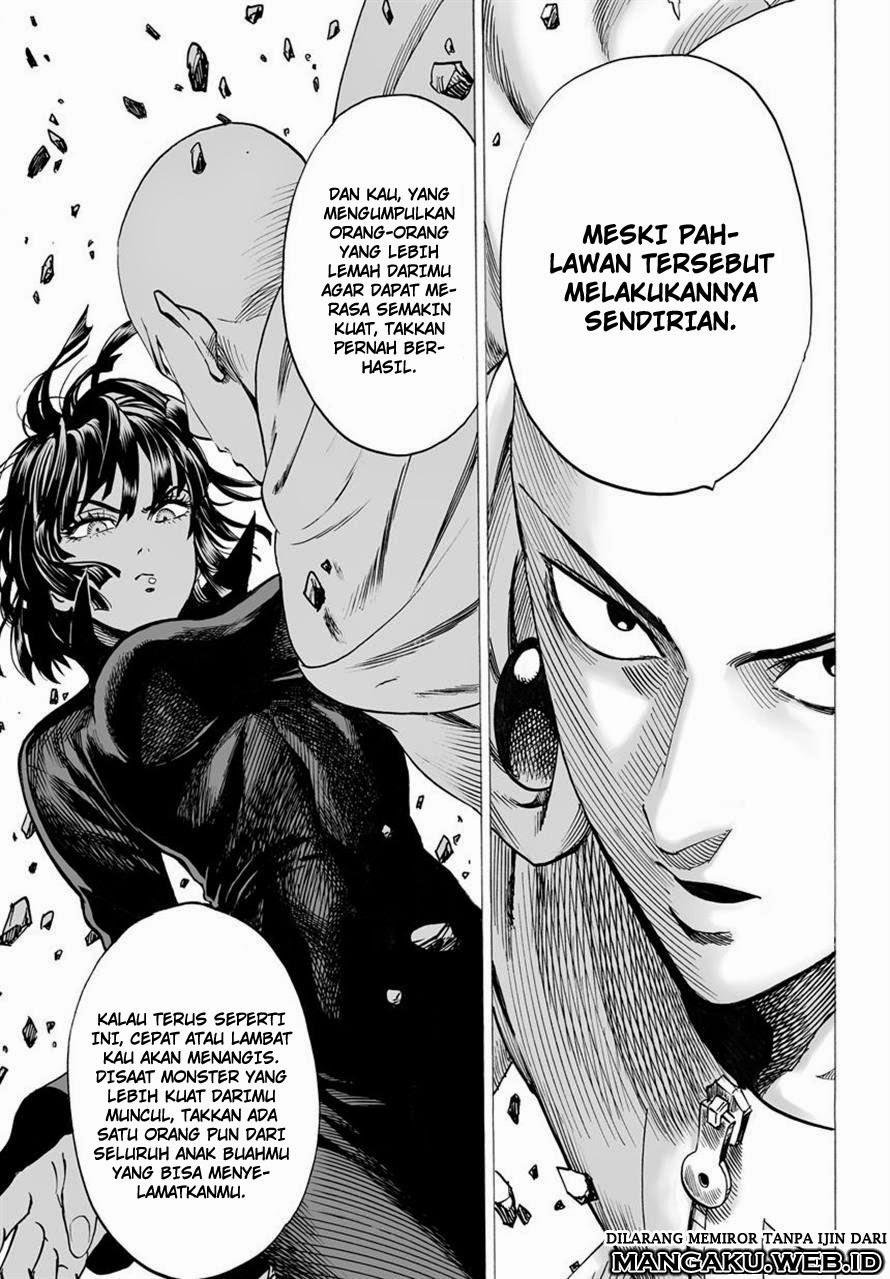 MESKI PAH-
LAWAN TERSEBUT
MELAKUKANNYA
SENDIRIAN.
DAN KAU, YANG
MENGUMPULKAN
ORANG-ORANG
YANG LEBIH
LEMAH DARIMU
AGAR DAPAT ME-
RASA SEMAKIN
KUAT, TAKKAN
PERNAH BER-
HASIL.
KALAU TERUS SEPERTI
INI, CEPAT ATAU LAMBAT
KAU AKAN MENANGIS.
DISAAT MONSTER YANG
LEBIH KUAT DARIMU
MUNCUL, TAKKAN ADA
SATU ORANG PUN DARI
SELURUH ANAK BUAHMU
YANG BISA MENYE-
LAMATKANMU.
DILARANG MEMIROR TANPA IJIN DARI
MANGAKU.WEB.ID